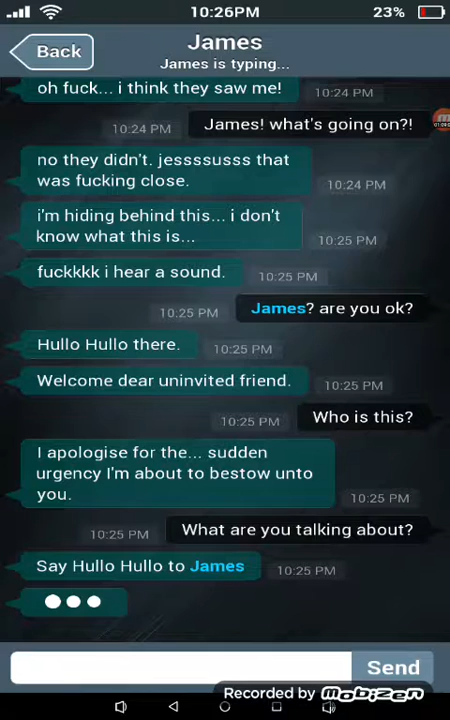 10:26PM
23%
Back
James
James is typing...
oh fuck... i think they saw me!
10:24 PM
James! what's going on?!
10:24 PM
no they didn't. jesssssusss that
was fucking close.
10:24 PM
i'm hiding behind this... i don't
know what this is...
10:25 PM
fuckkkk i hear a sound.
10:25 PM
James? are you ok?
10:25 PM
Hullo Hullo there.
10:25 PM
Welcome dear uninvited friend.
10:25 PM
Who is this?
10:25 PM
I apologise for the... sudden
urgency I'm about to bestow unto
you.
10:25 PM
What are you talking about?
10:25 PM
Say Hullo Hullo to James
10:25 PM
Send
Recorded by Mobizen